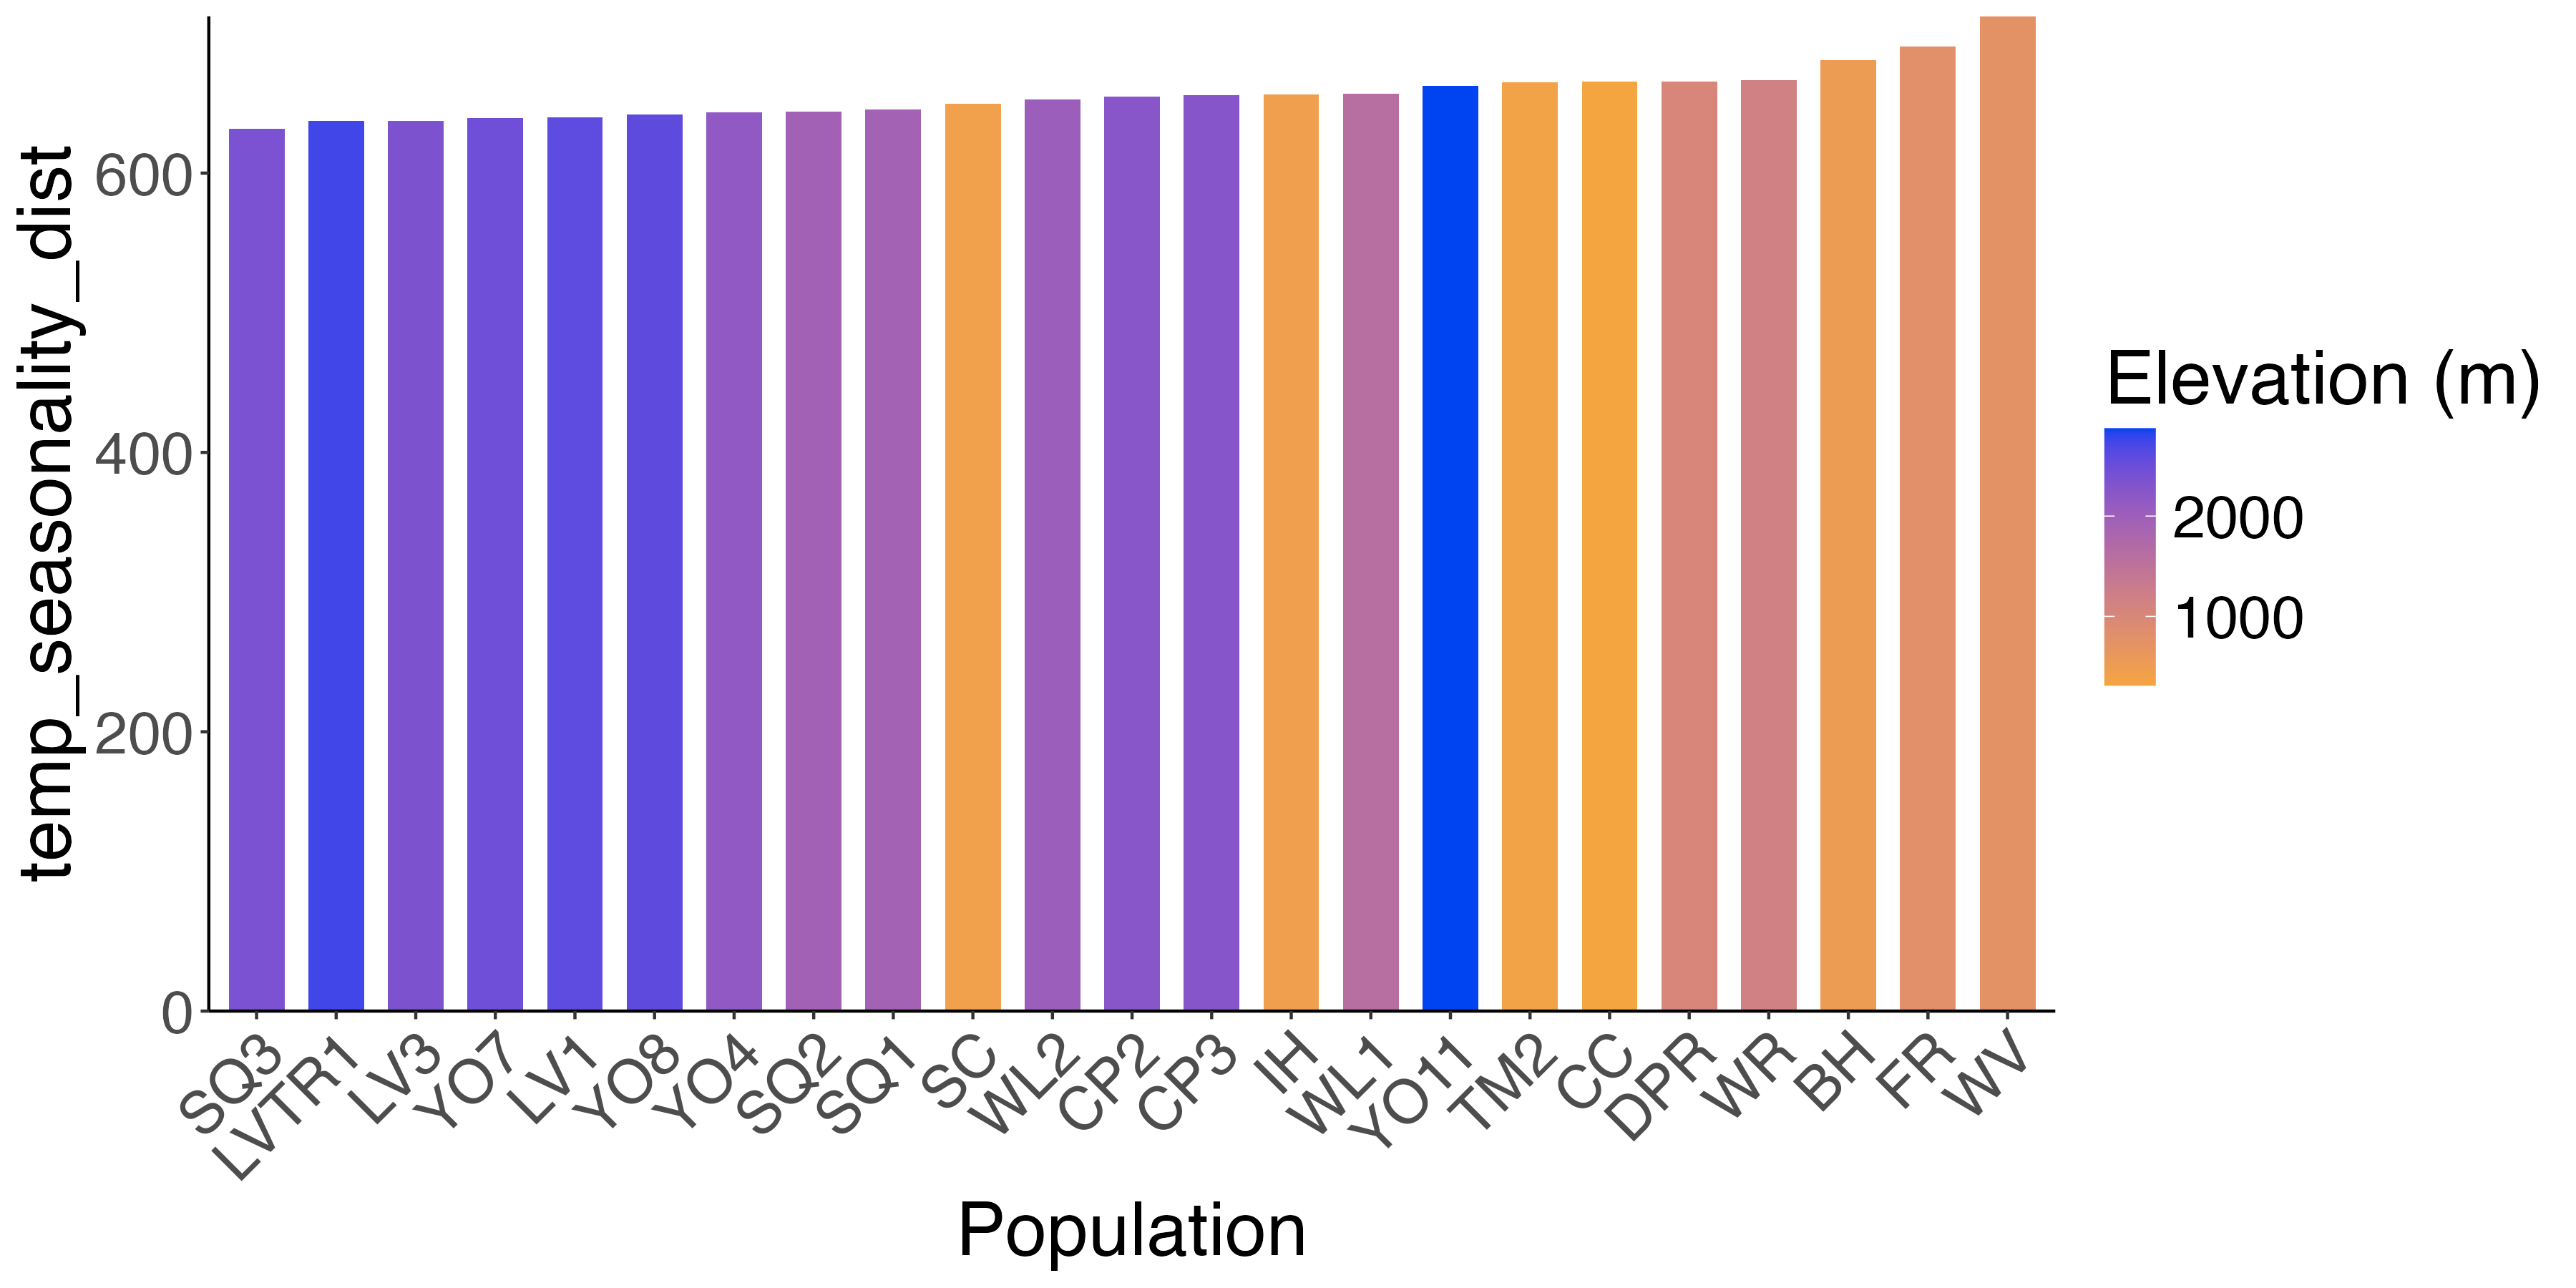 temp_seasonality_dist
600
400
200
0
SQ3
LVTR1
LV3
YO7
LV1
YO8
YO4
SQ2
SQ1
SC
WL2
CP2
CP3
IH
WL1
YO11
TM2
CC
DPR
WR
BH
FR
WV
Population
Elevation (m)
2000
1000